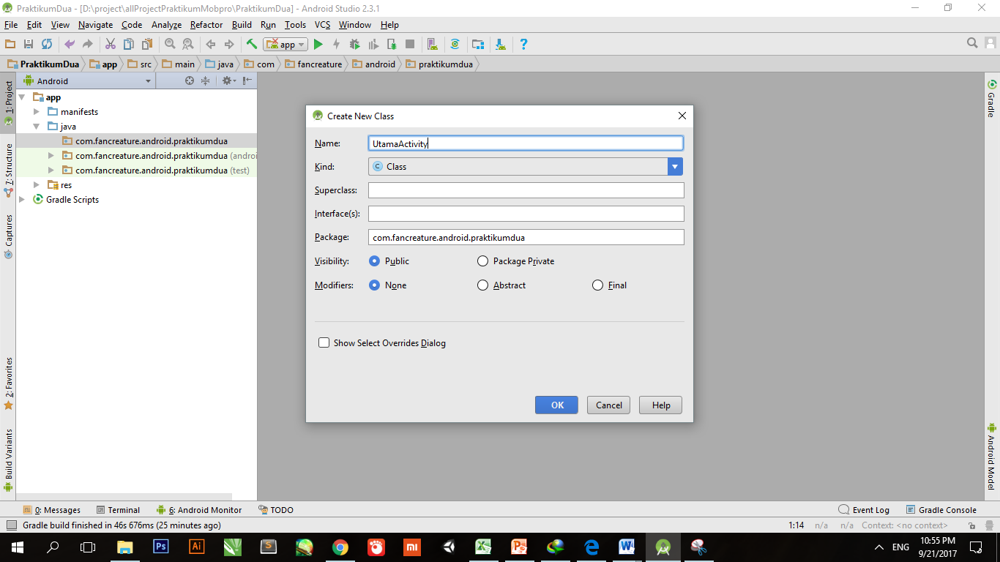 PraktikumDua - [D:\project\allProjectPraktikumMobpro\PraktikumDua] - Android Studio 2.3.1
File Edit View Navigate Code Analyze Refactor Build Run Tools VCS Window Help
app
PraktikumDua app src main java com fancreature android praktikumdua
1: Project
7: Structure
Captures
2: Favorites
Build Variants
Android
app
manifests
java
com.fancreature.android.praktikumdua
com.fancreature.android.praktikumdua (androi
com.fancreature.android.praktikumdua (test)
res
Gradle Scripts
Create New Class
Name: UtamaActivity
Kind: C Class
Superclass:
Interface(s):
Package: com.fancreature.android.praktikumdua
Visibility: Public Package Private
Modifiers: None Abstract Final
Show Select Overrides Dialog
OK Cancel Help
Gradle
Android Model
0: Messages Terminal 6: Android Monitor TODO Event Log Gradle Console
Gradle build finished in 46s 676ms (25 minutes ago) 1:14 n/a n/a Context: <no context>
Ps Ai S mi ENG 10:55 PM
9/21/2017